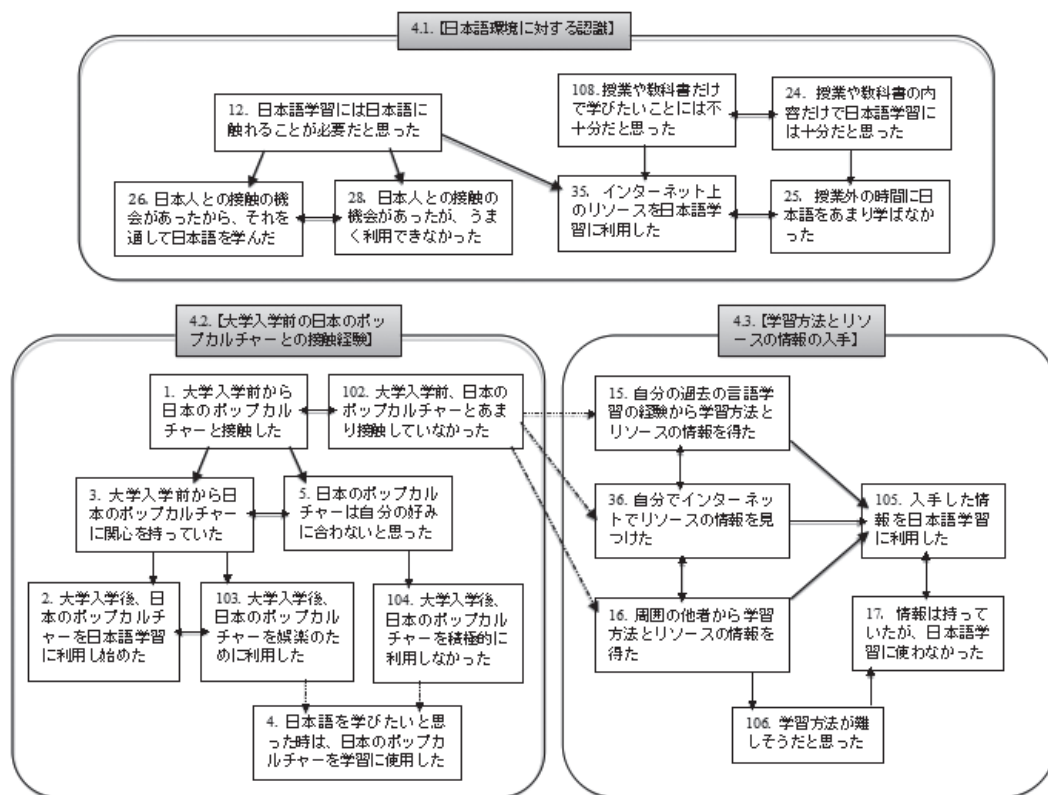 4.1.【日本語環境に対する認識】
12. 日本語学習には日本語に
触れることが必要だと思った
108. 授業や教科書だけ
で学びたいことには不
十分だと思った
24. 授業や教科書の内
容だけで日本語学習に
は十分だと思った
26. 日本人との接触の機
会があったから、それを
通して日本語を学んだ
28. 日本人との接触の
機会があったが、うま
く利用できなかった
35. インターネット上
のリソースを日本語学
習に利用した
25. 授業外の時間に日
本語をあまり学ばなか
った
4.2.【大学入学前の日本のポッ
プカルチャーとの接触経験】
1. 大学入学前から
日本のポップカル
チャーと接触した
102. 大学入学前、日本の
ポップカルチャーとあま
り接触していなかった
3. 大学入学前から日
本のポップカルチャー
に関心を持っていた
5. 日本のポップカル
チャーは自分の好み
に合わないと思った
2. 大学入学後、日本
のポップカルチャ
ーを日本語学習
に利用し始めた
103. 大学入学後、
日本のポップカル
チャーを娯楽のた
めに利用した
104. 大学入学後、
日本のポップカル
チャーを積極的に
利用しなかった
4. 日本語を学びたいと思
った時は、日本のポップカ
ルチャーを学習に使用した
4.3.【学習方法とリソ
ースの情報の入手】
15. 自分の過去の言語学
習の経験から学習方法と
リソースの情報を得た
36. 自分でインターネッ
トでリソースの情報を見
つけた
105. 入手した情
報を日本語学習
に利用した
16. 周囲の他者から学習
方法とリソースの情報を
得た
17. 情報は持って
いたが、日本語学
習に使わなかった
106. 学習方法が難
しそうだと思った